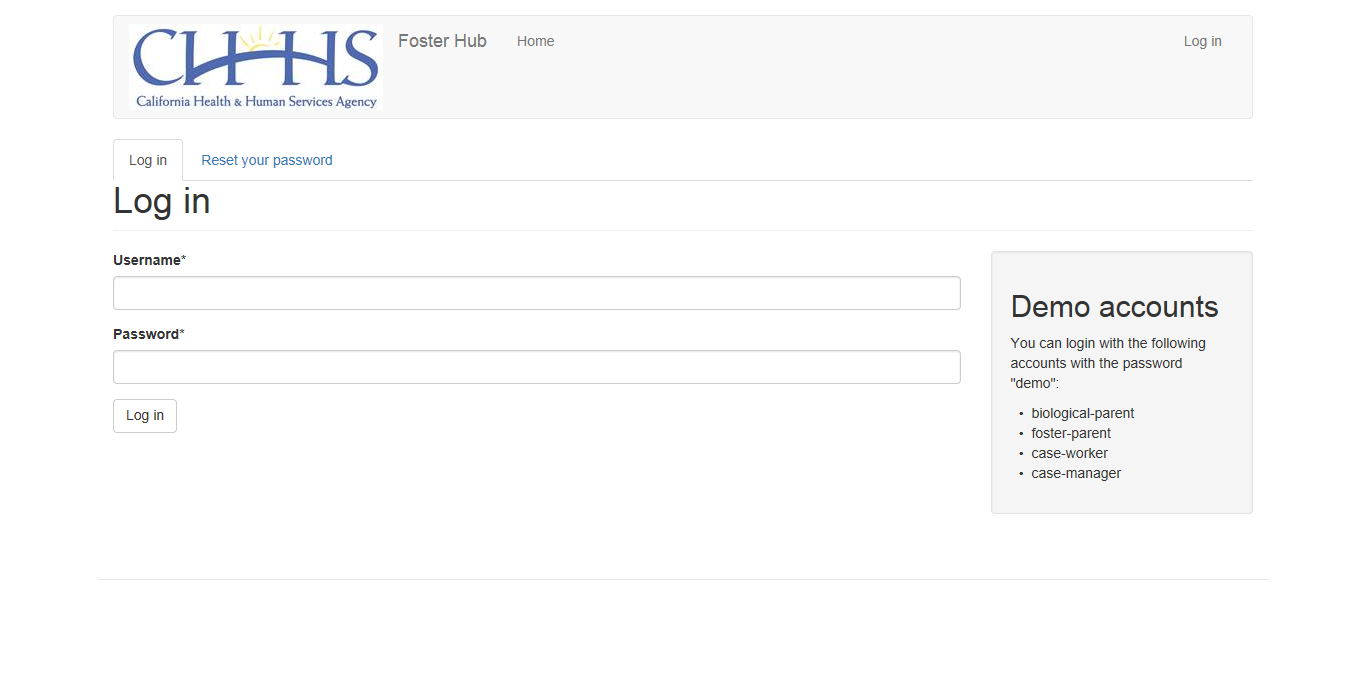 CHHS
California Health & Human Services Agency
Foster Hub
Home
Log in
Log in
Reset your password
Log in
Username*
Password*
Log in
Demo accounts
You can login with the following
accounts with the password
"demo":
• biological-parent
• foster-parent
• case-worker
• case-manager